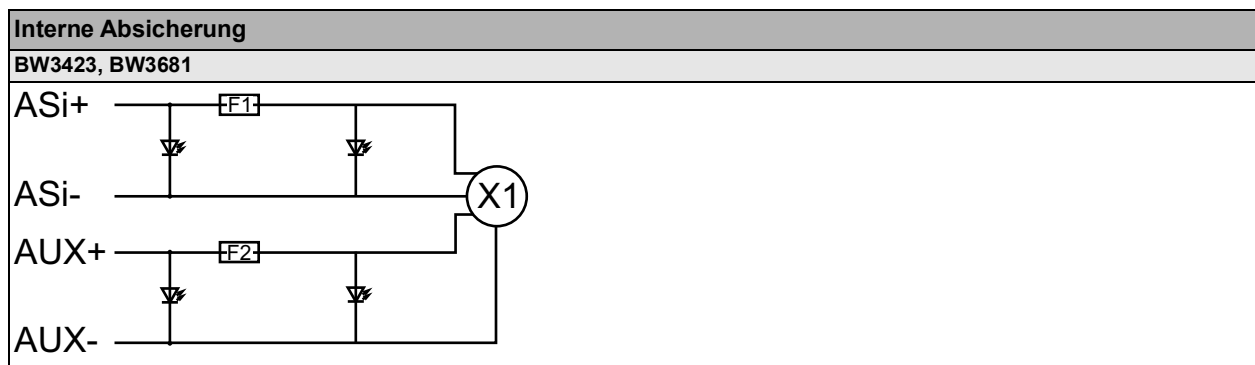 Interne Absicherung
BW3423, BW3681
ASi+
F1
ASi-
X1
AUX+
F2
AUX-